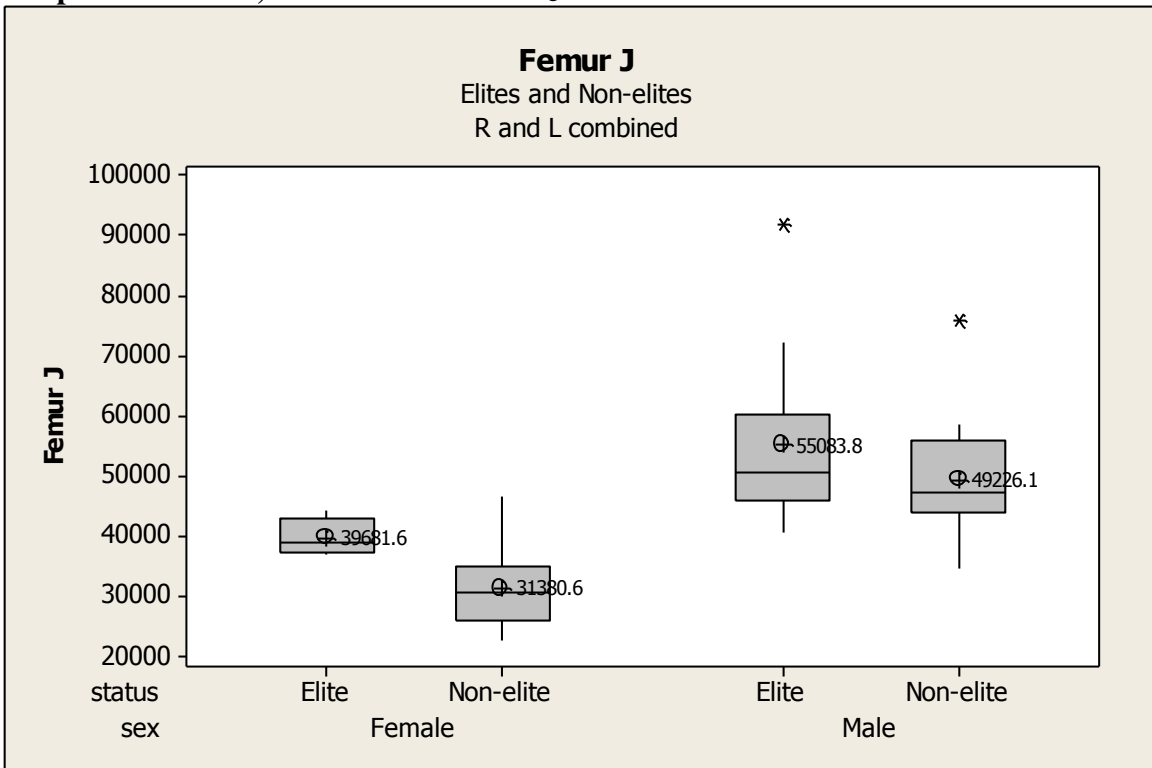 Femur J
Elites and Non-elites
R and L combined
100000
90000
80000
70000
60000
50000
40000
30000
20000
Femur J
39681.6
31380.6
55083.8
49226.1
status Elite Non-elite Elite Non-elite
sex Female Male